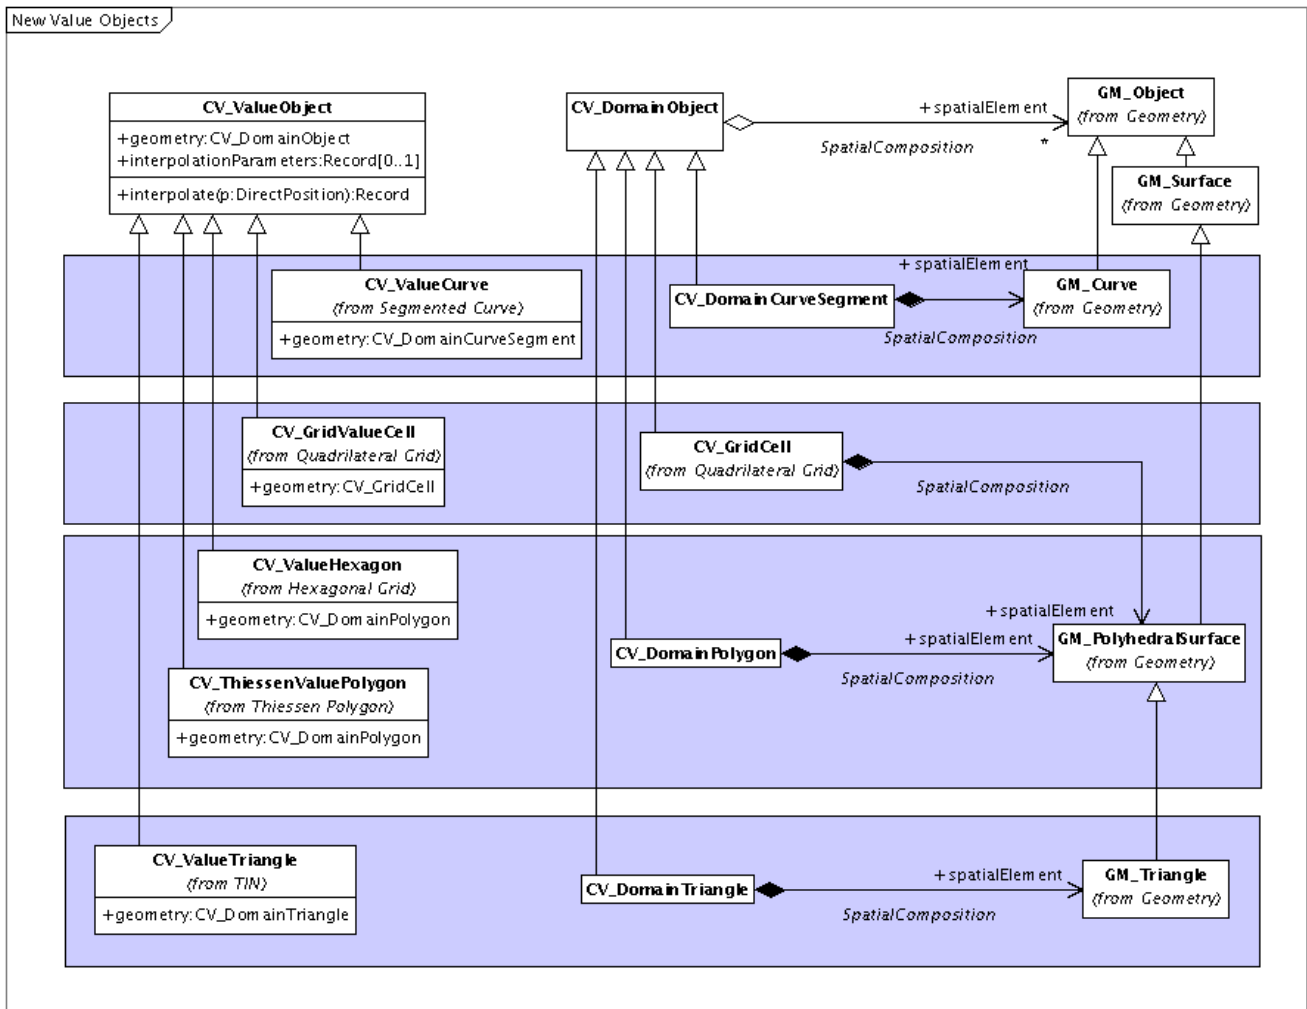 New Value Objects
CV_ValueObject
+geometry:CV_DomainObject
+interpolationParameters:Record[0..1]
+interpolate(p:DirectPosition):Record
CV_DomainObject
+spatialElement
SpatialComposition
*
GM_Object
(from Geometry)
GM_Surface
(from Geometry)
CV_ValueCurve
(from Segmented Curve)
+geometry:CV_DomainCurveSegment
CV_DomainCurveSegment
+spatialElement
SpatialComposition
GM_Curve
(from Geometry)
CV_GridValueCell
(from Quadrilateral Grid)
+geometry:CV_GridCell
CV_GridCell
(from Quadrilateral Grid)
SpatialComposition
+spatialElement
CV_ValueHexagon
(from Hexagonal Grid)
+geometry:CV_DomainPolygon
CV_ThiessenValuePolygon
(from Thiessen Polygon)
+geometry:CV_DomainPolygon
CV_DomainPolygon
+spatialElement
SpatialComposition
GM_PolyhedralSurface
(from Geometry)
CV_ValueTriangle
(from TIN)
+geometry:CV_DomainTriangle
CV_DomainTriangle
+spatialElement
SpatialComposition
GM_Triangle
(from Geometry)